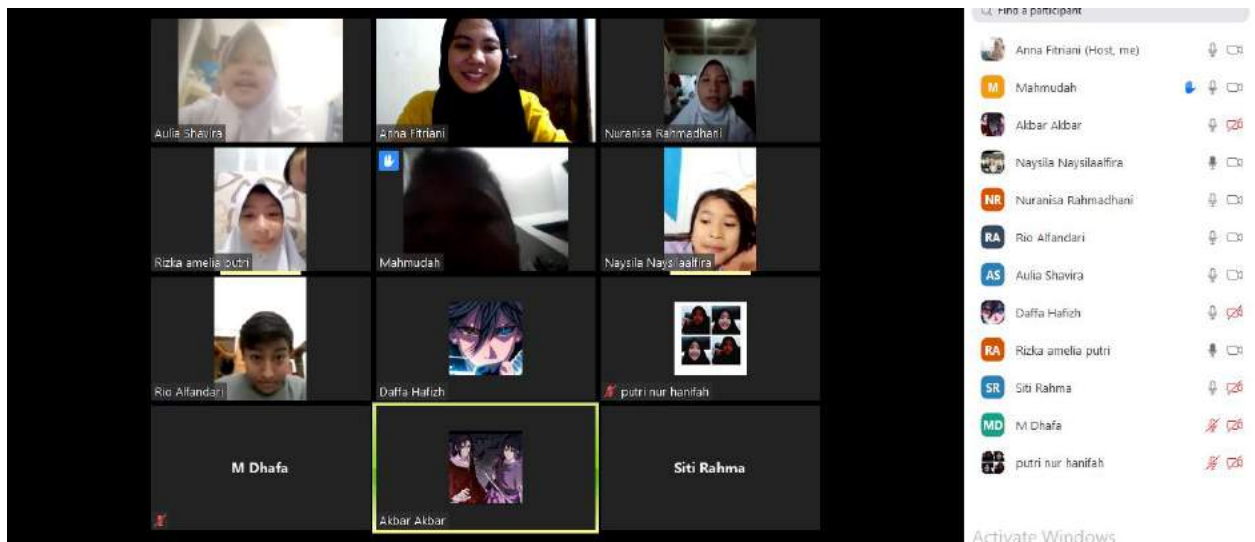 Aulia Shavira
Anna Fitriani
Nuranisa Rahmadhani
Rizka amelia putri
Mahmudah
Naysila Naysilaalfira
Rio Alfandari
Daffa Hafizh
putri nur hanifah
M Dhafa
Akbar Akbar
Siti Rahma
Find a participant
Anna Fitriani (Host, me)
M Mahmudah
Akbar Akbar
Naysila Naysilaalfira
NR Nuranisa Rahmadhani
RA Rio Alfandari
AS Aulia Shavira
Daffa Hafizh
RA Rizka amelia putri
SR Siti Rahma
MD M Dhafa
putri nur hanifah
Activate Windows